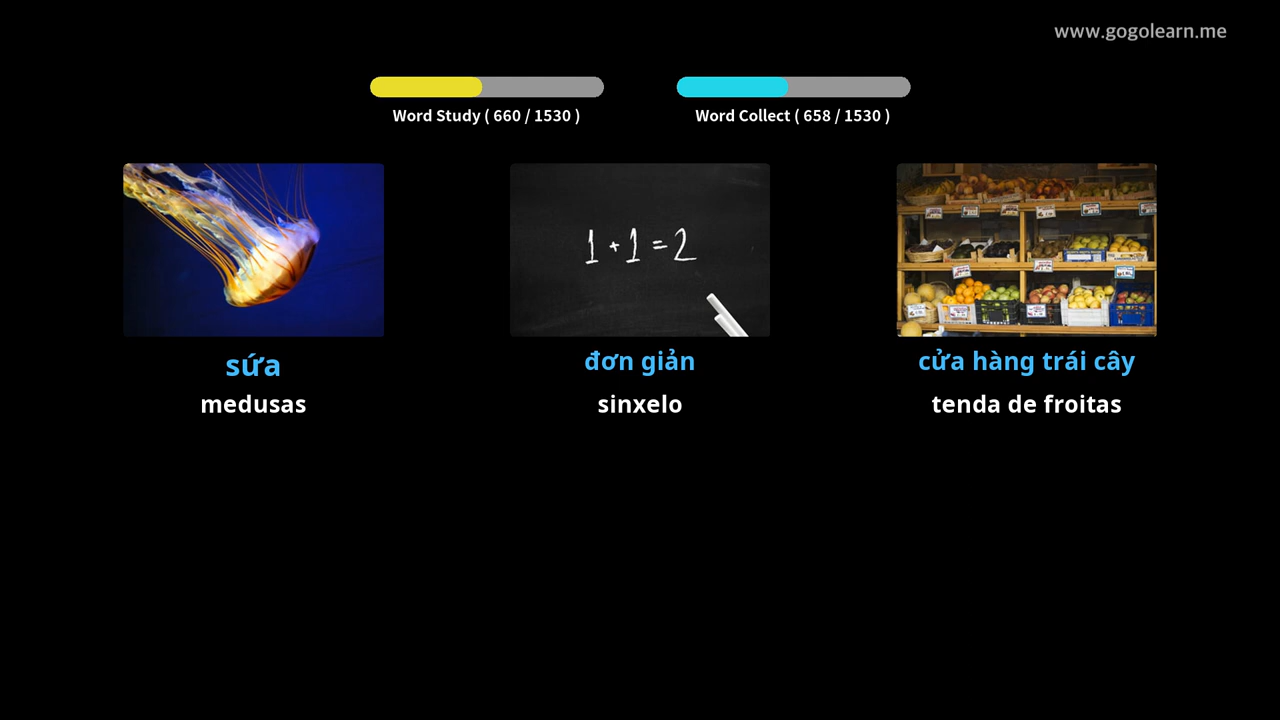 www.gogolearn.me
Word Study ( 660 / 1530 )
Word Collect ( 658 / 1530 )
1 + 1 = 2
sứa
đơn giản
cửa hàng trái cây
medusas
sinxelo
tenda de froitas